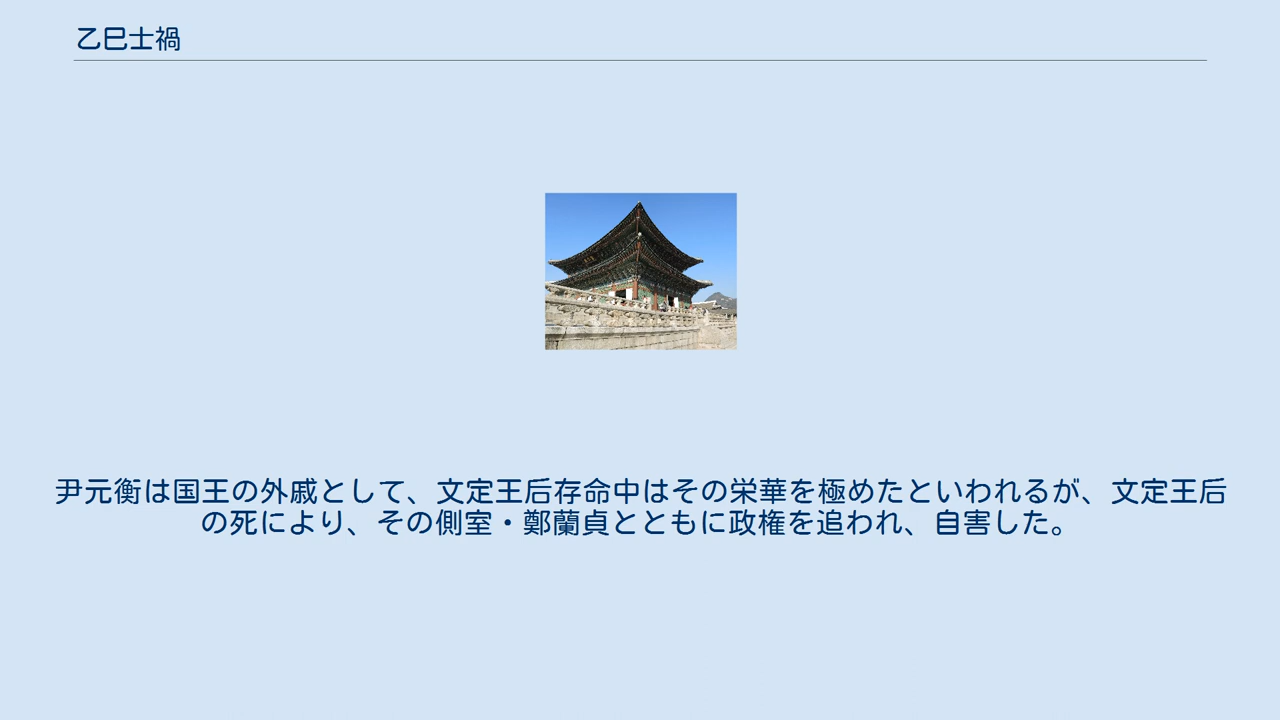 乙巳士禍
尹元衡は国王の外戚として、文定王后存命中はその栄華を極めたといわれるが、文定王后
の死により、その側室・鄭蘭貞とともに政権を追われ、自害した。